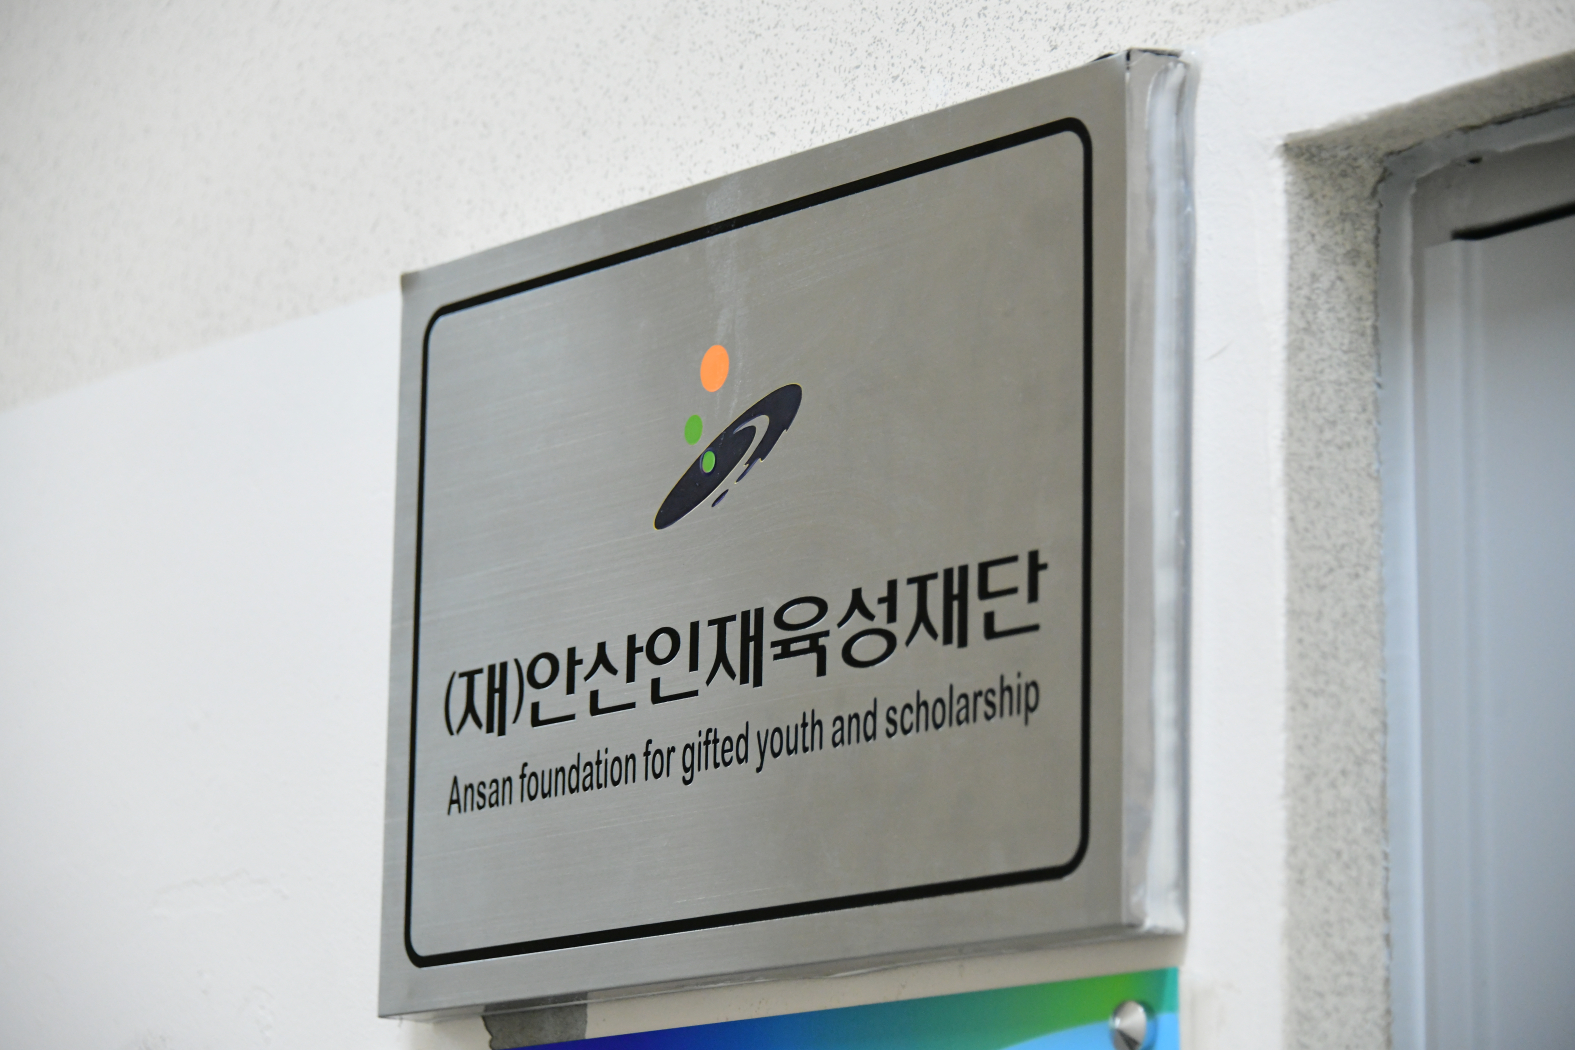 (재)안산인재육성재단
Ansan foundation for gifted youth and scholarship